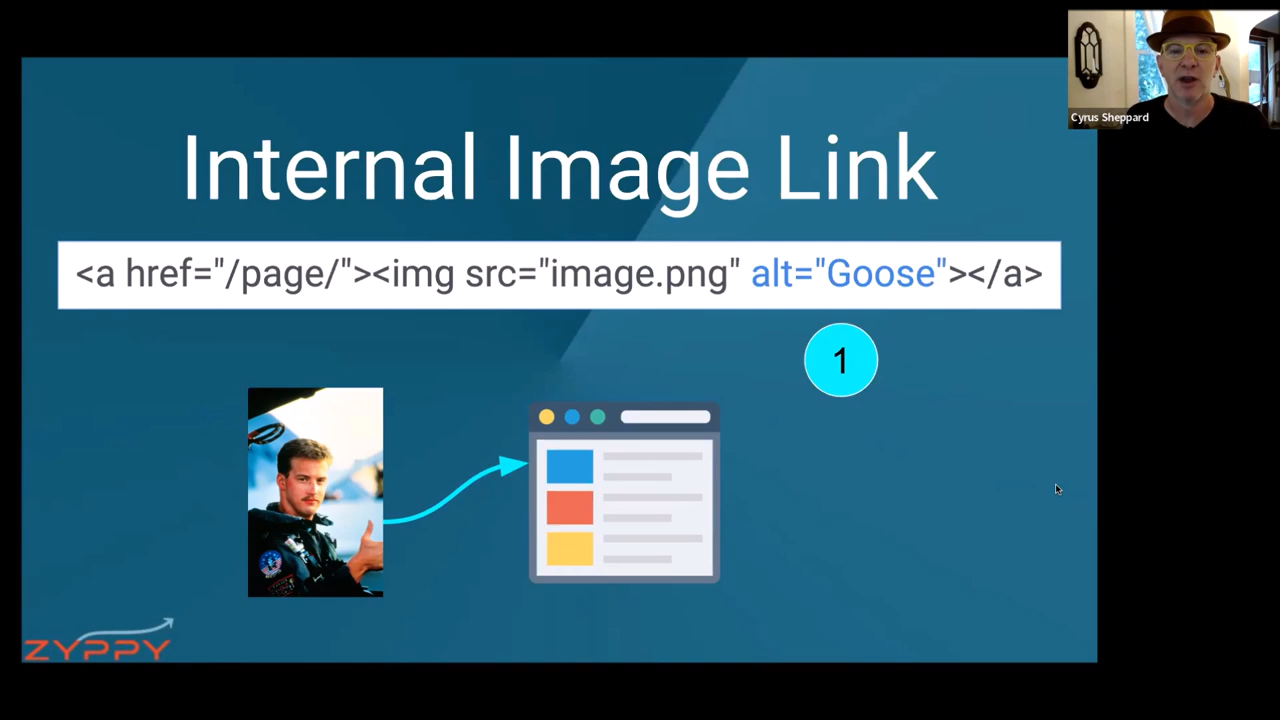 Internal Image Link
<a href="/page/"><img src="image.png" alt="Goose"></a>
1
ZYPPY
Cyrus Sheppard